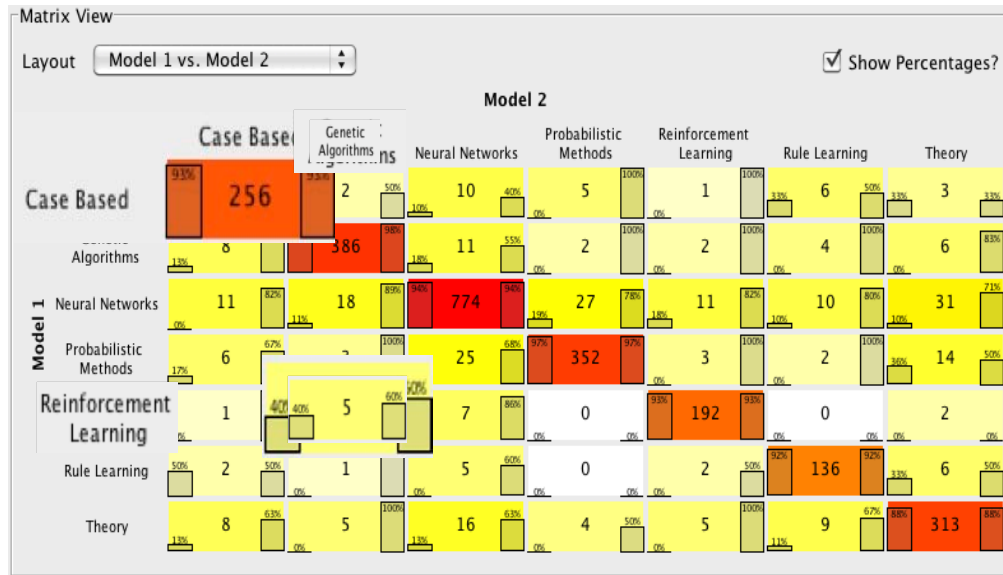 Matrix View
Layout Model 1 vs. Model 2 Show Percentages?
Model 2
Case Based Genetic Algorithms Neural Networks Probabilistic Methods Reinforcement Learning Rule Learning Theory
Model 1
Case Based 93% 256 93% 2 50% 10% 10 40% 0% 5 100% 0% 1 100% 33% 6 50% 33% 3 33%
Algorithms 13% 8 386 98% 18% 11 55% 0% 2 100% 0% 2 100% 0% 4 100% 0% 6 83%
Neural Networks 0% 11 82% 11% 18 89% 94% 774 94% 19% 27 78% 18% 11 82% 10% 10 80% 10% 31 71%
Probabilistic Methods 17% 6 67% 100% 25 68% 97% 352 97% 0% 3 100% 0% 2 100% 36% 14 50%
Reinforcement Learning 0% 1 40% 40% 5 60% 60% 0% 7 86% 0% 0 0% 93% 192 93% 0% 0 0% 0% 2 0%
Rule Learning 50% 2 50% 0% 1 0% 0% 5 60% 0% 0 0% 0% 2 50% 92% 136 92% 33% 6 50%
Theory 13% 8 63% 0% 5 100% 13% 16 63% 0% 4 50% 0% 5 100% 11% 9 67% 88% 313 88%